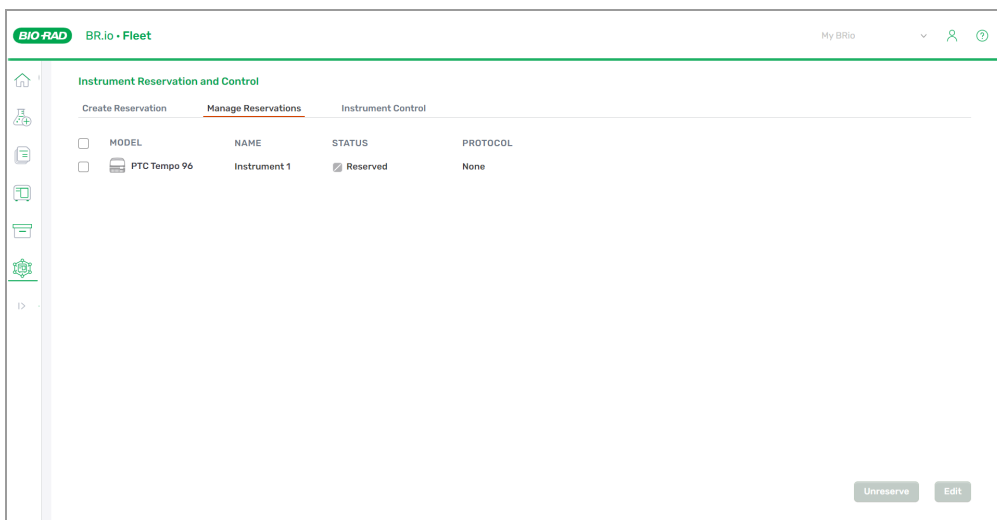 BIO-RAD BR.io • Fleet My BRio
Instrument Reservation and Control
Create Reservation Manage Reservations Instrument Control
MODEL NAME STATUS PROTOCOL
PTC Tempo 96 Instrument 1 Reserved None
Unreserve Edit